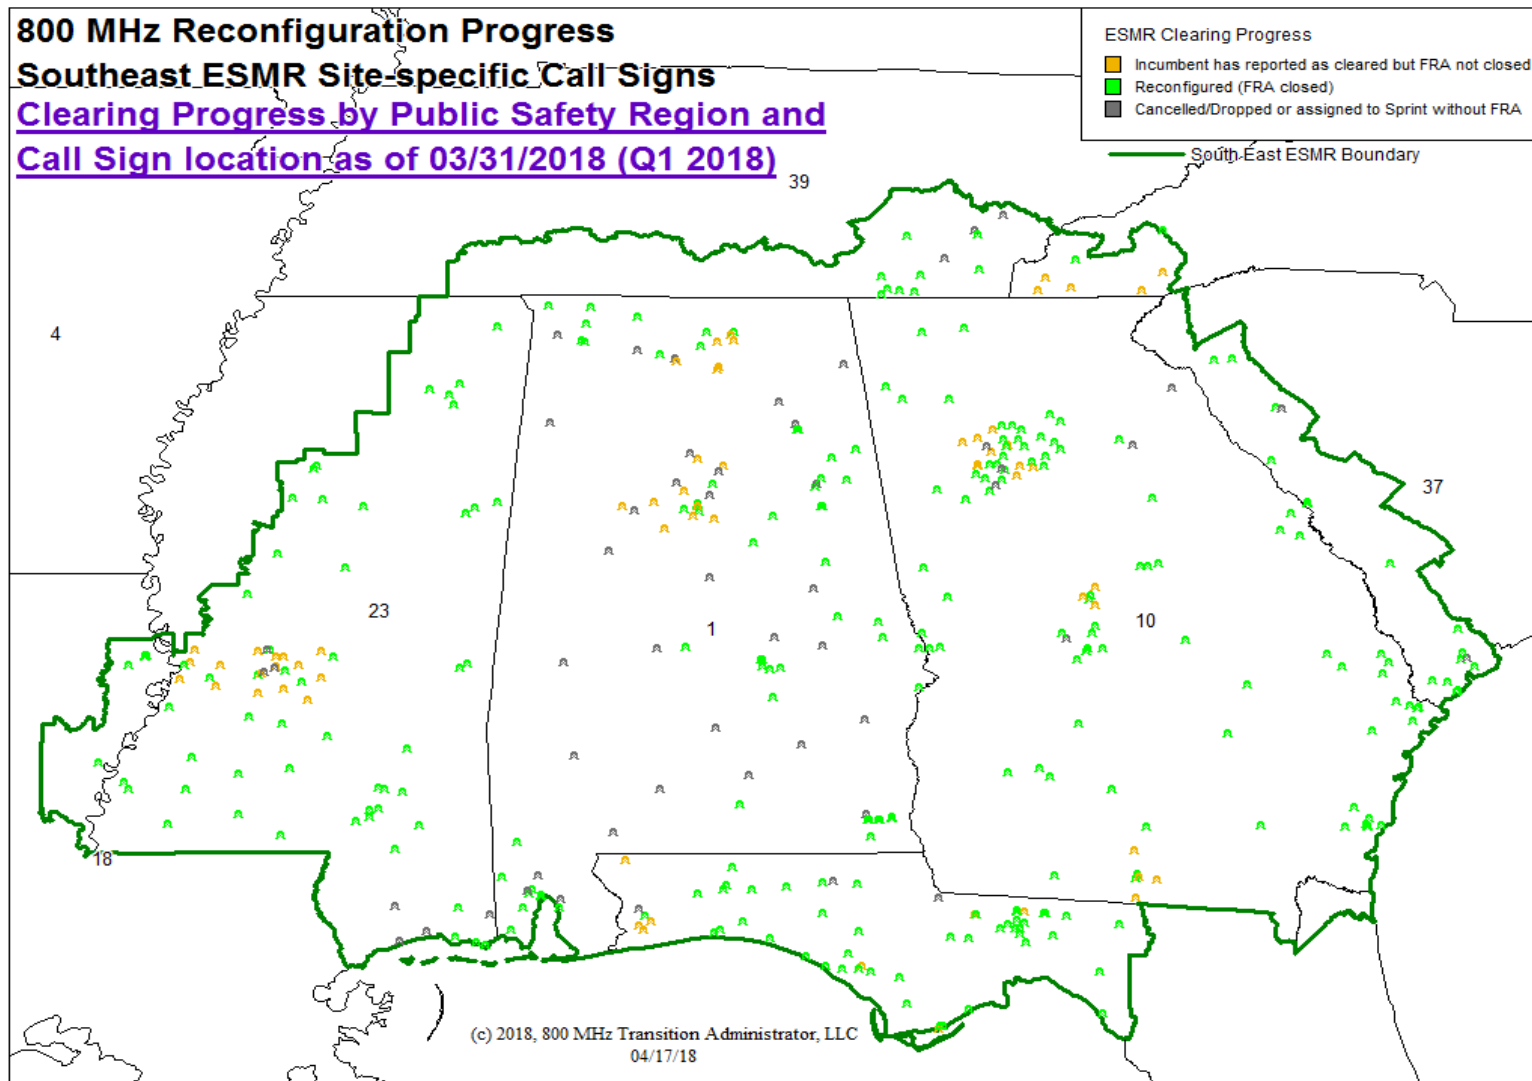 800 MHz Reconfiguration Progress
Southeast ESMR Site-specific Call Signs
Clearing Progress by Public Safety Region and
Call Sign location as of 03/31/2018 (Q1 2018)
ESMR Clearing Progress
Incumbent has reported as cleared but FRA not closed
Reconfigured (FRA closed)
Cancelled/Dropped or assigned to Sprint without FRA
South East ESMR Boundary
39
4
37
23
1
10
18
(c) 2018, 800 MHz Transition Administrator, LLC
04/17/18